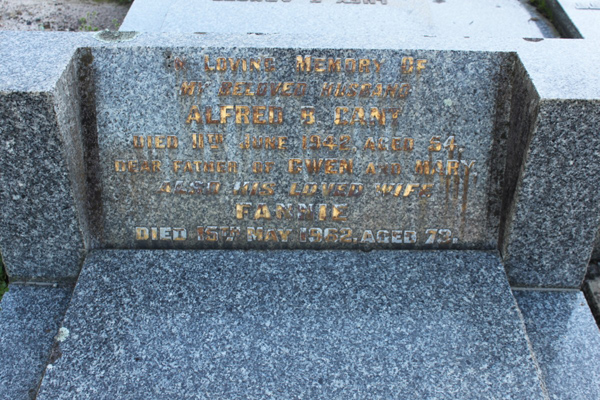 In Loving Memory Of
My Beloved Husband
Alfred G. Cant
Died 11th June 1942, Aged 54.
Dear Father of Gwen and Mary
Also His Loved Wife
Fannie
Died 15th May 1962, Aged 73.